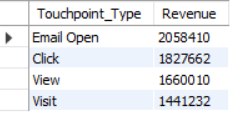 Touchpoint_Type Revenue
Email Open 2058410
Click 1827662
View 1660010
Visit 1441232